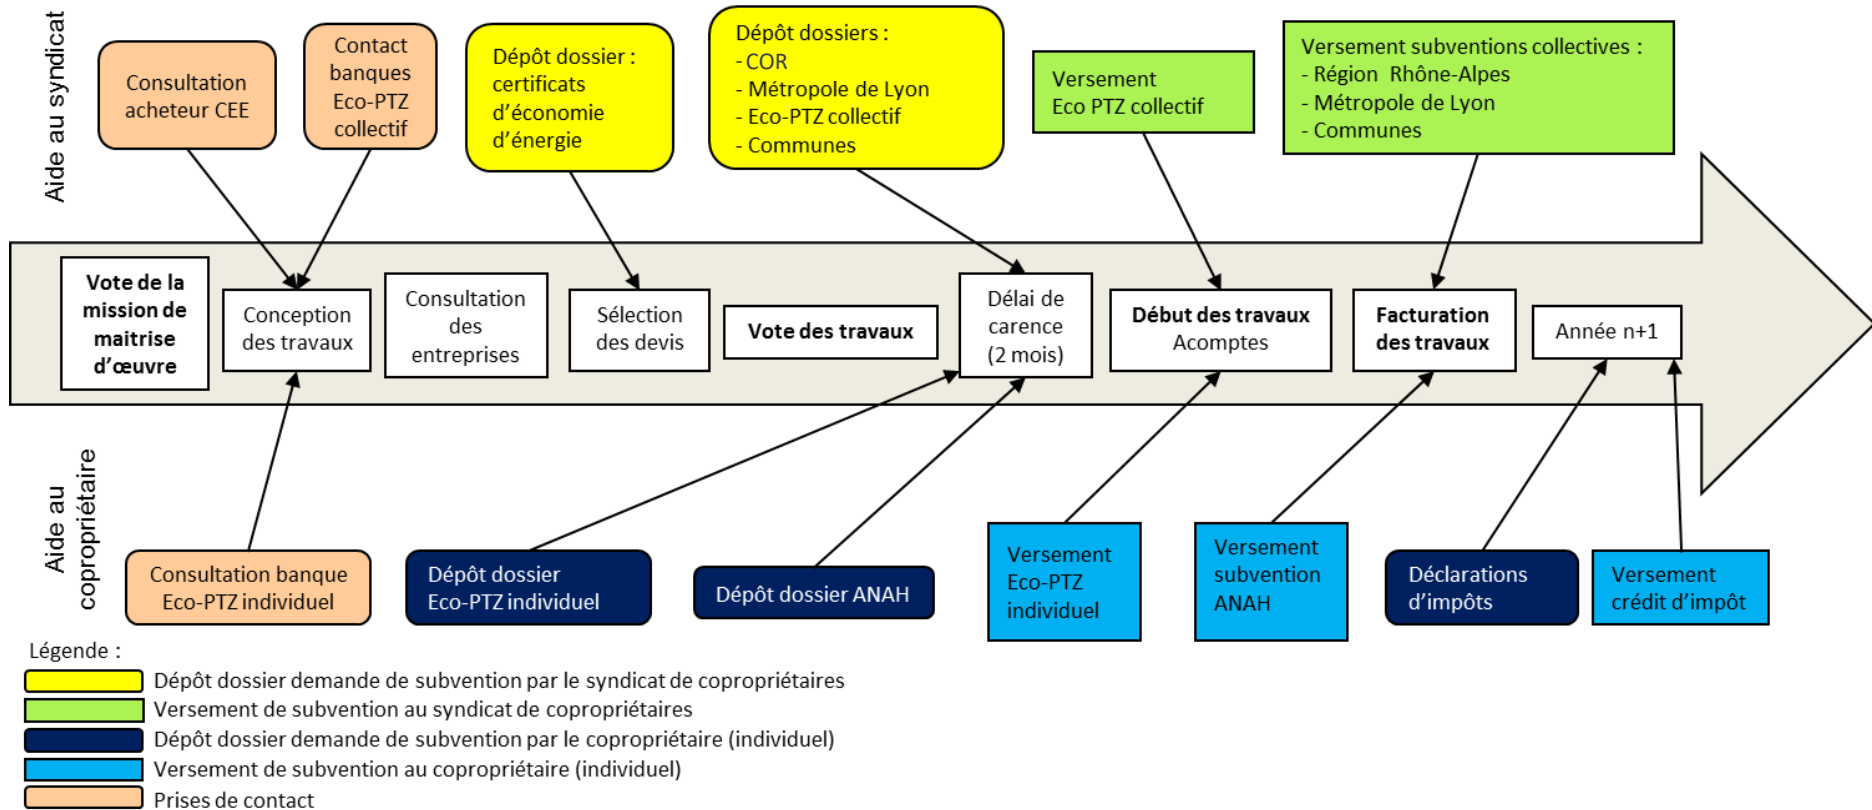 Aide au syndicat
Consultation
acheteur CEE
Contact
banques
Eco-PTZ
collectif
Dépôt dossier :
certificats
d'économie
d'énergie
Dépôt dossiers :
- COR
- Métropole de Lyon
- Eco-PTZ collectif
- Communes
Versement
Eco PTZ collectif
Versement subventions collectives :
- Région Rhône-Alpes
- Métropole de Lyon
- Communes
Vote de la
mission de
maitrise
d'œuvre
Conception
des travaux
Consultation
des
entreprises
Sélection
des devis
Vote des travaux
Délai de
carence
(2 mois)
Début des travaux
Acomptes
Facturation
des travaux
Année n+1
Aide au
copropriétaire
Consultation banque
Eco-PTZ individuel
Dépôt dossier
Eco-PTZ individuel
Dépôt dossier ANAH
Versement
Eco-PTZ
individuel
Versement
subvention
ANAH
Déclarations
d'impôts
Versement
crédit d'impôt
Légende :
Dépôt dossier demande de subvention par le syndicat de copropriétaires
Versement de subvention au syndicat de copropriétaires
Dépôt dossier demande de subvention par le copropriétaire (individuel)
Versement de subvention au copropriétaire (individuel)
Prises de contact